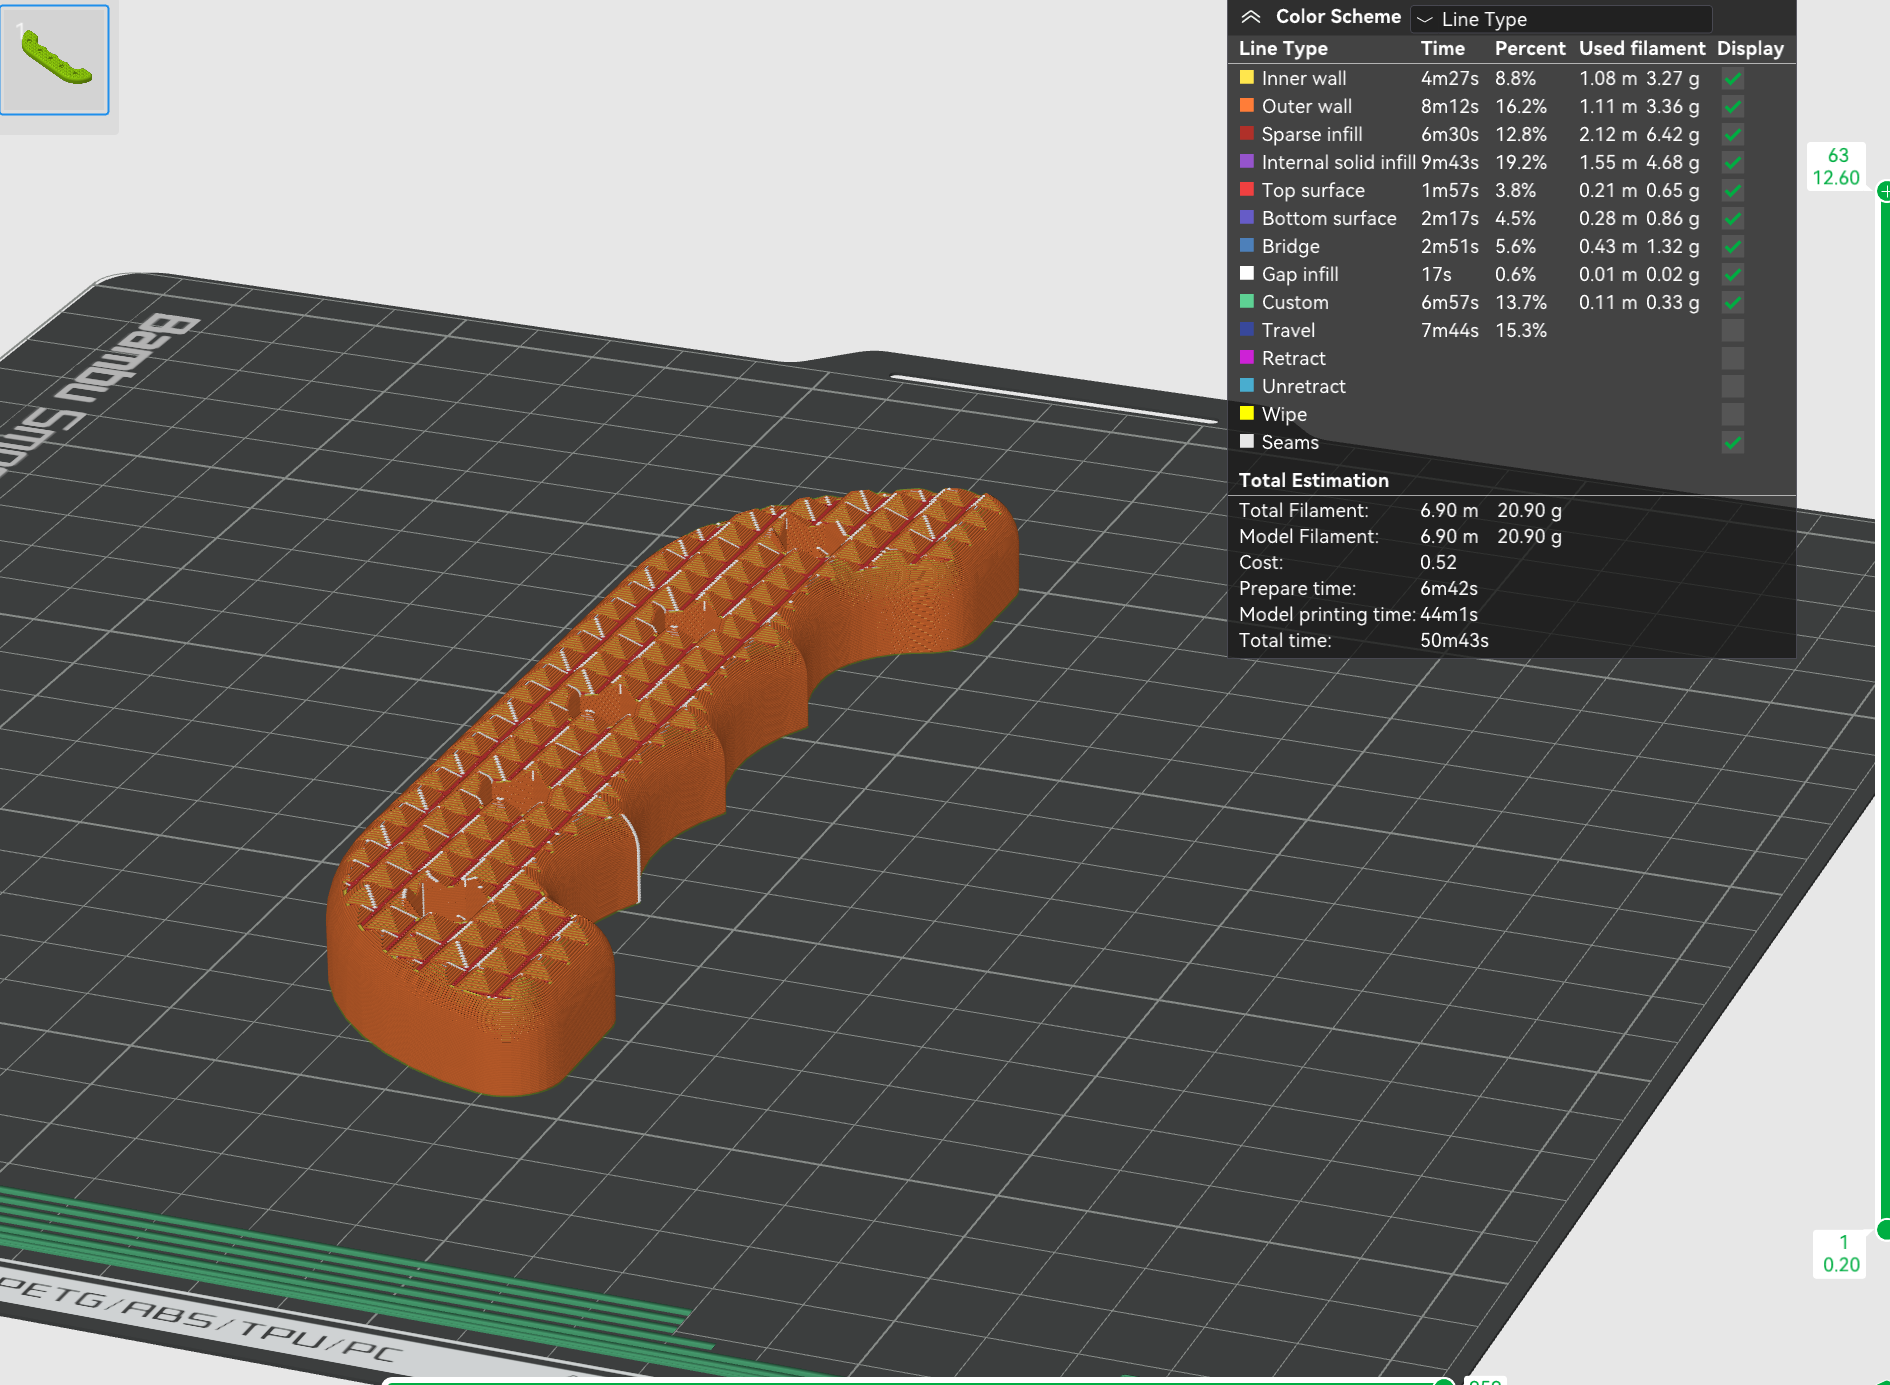 1
Color Scheme Line Type
Line Type Time Percent Used filament Display
Inner wall 4m27s 8.8% 1.08 m 3.27 g
Outer wall 8m12s 16.2% 1.11 m 3.36 g
Sparse infill 6m30s 12.8% 2.12 m 6.42 g
Internal solid infill 9m43s 19.2% 1.55 m 4.68 g
Top surface 1m57s 3.8% 0.21 m 0.65 g
Bottom surface 2m17s 4.5% 0.28 m 0.86 g
Bridge 2m51s 5.6% 0.43 m 1.32 g
Gap infill 17s 0.6% 0.01 m 0.02 g
Custom 6m57s 13.7% 0.11 m 0.33 g
Travel 7m44s 15.3%
Retract
Unretract
Wipe
Seams
Total Estimation
Total Filament: 6.90 m 20.90 g
Model Filament: 6.90 m 20.90 g
Cost: 0.52
Prepare time: 6m42s
Model printing time: 44m1s
Total time: 50m43s
63
12.60
Bambu
1
0.20
PETG/ABS/TPU/PC